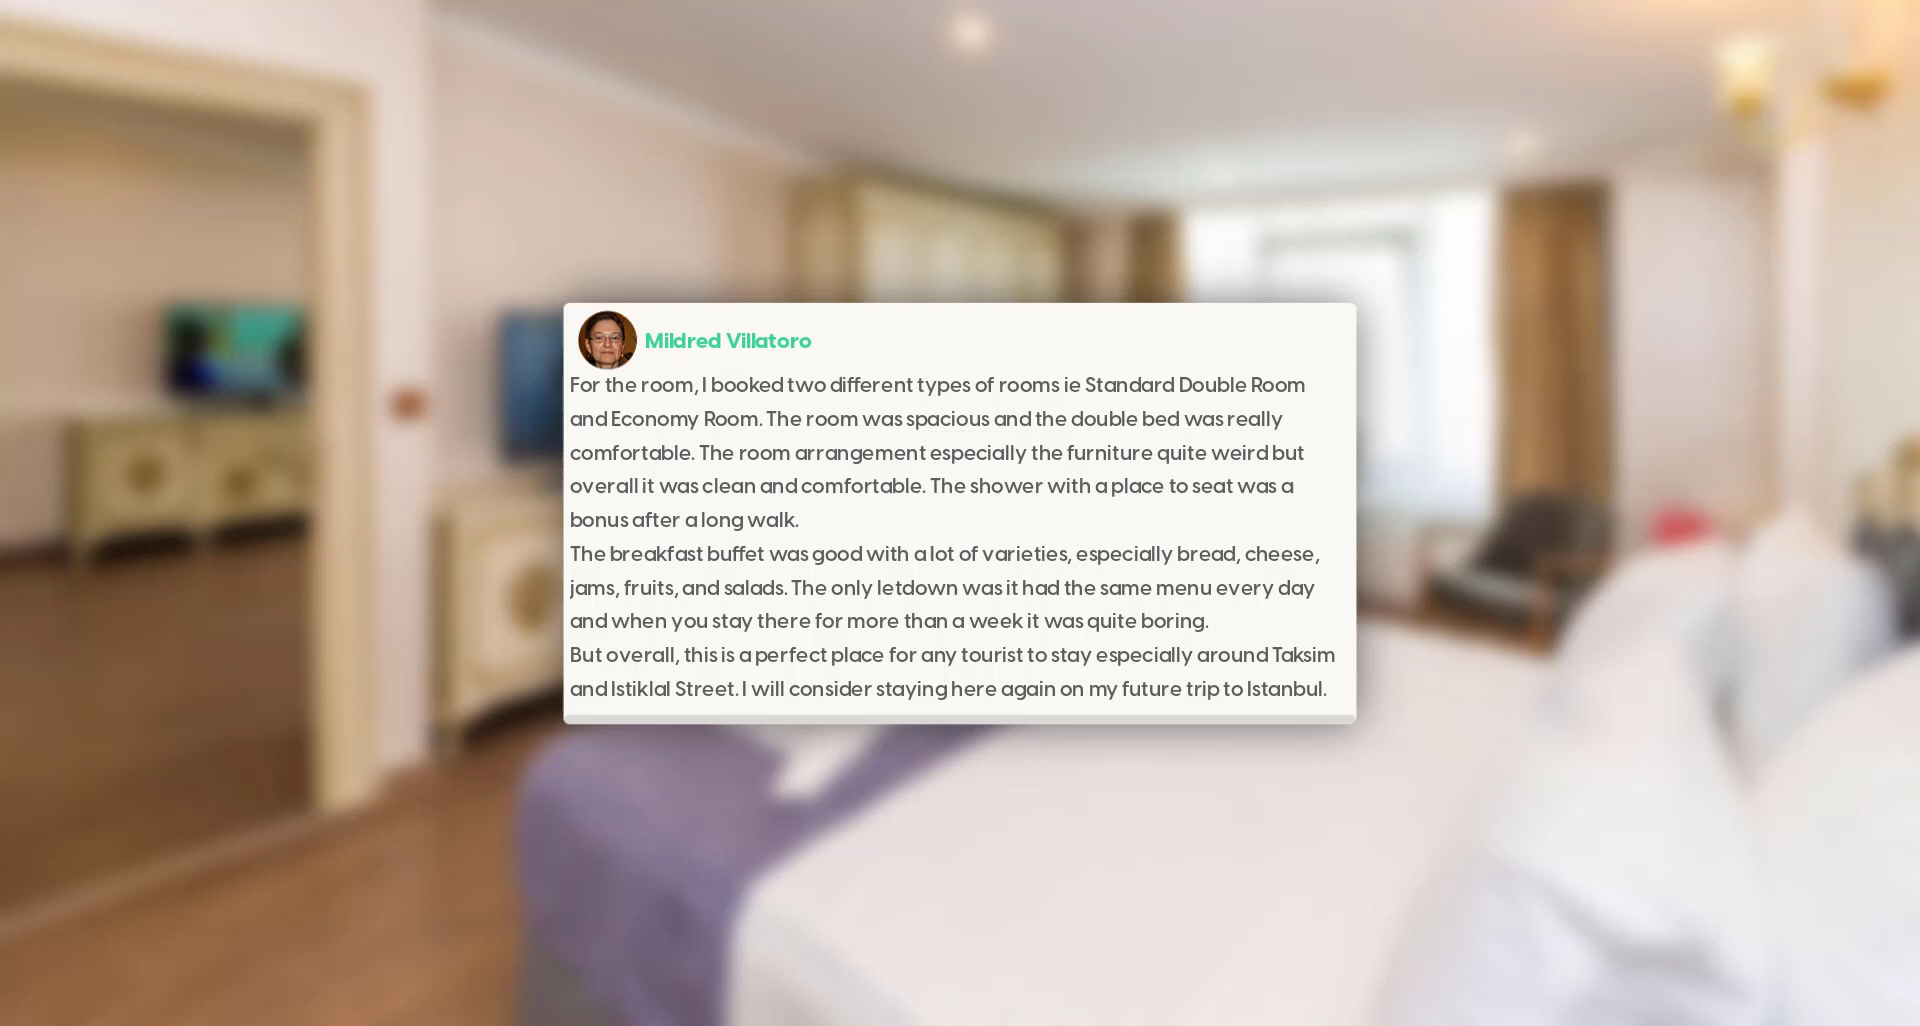 Mildred Villatoro
For the room, I booked two different types of rooms ie Standard Double Room
and Economy Room. The room was spacious and the double bed was really
comfortable. The room arrangement especially the furniture quite weird but
overall it was clean and comfortable. The shower with a place to seat was a
bonus after a long walk.
The breakfast buffet was good with a lot of varieties, especially bread, cheese,
jams, fruits, and salads. The only letdown was it had the same menu every day
and when you stay there for more than a week it was quite boring.
But overall, this is a perfect place for any tourist to stay especially around Taksim
and Istiklal Street. I will consider staying here again on my future trip to Istanbul.